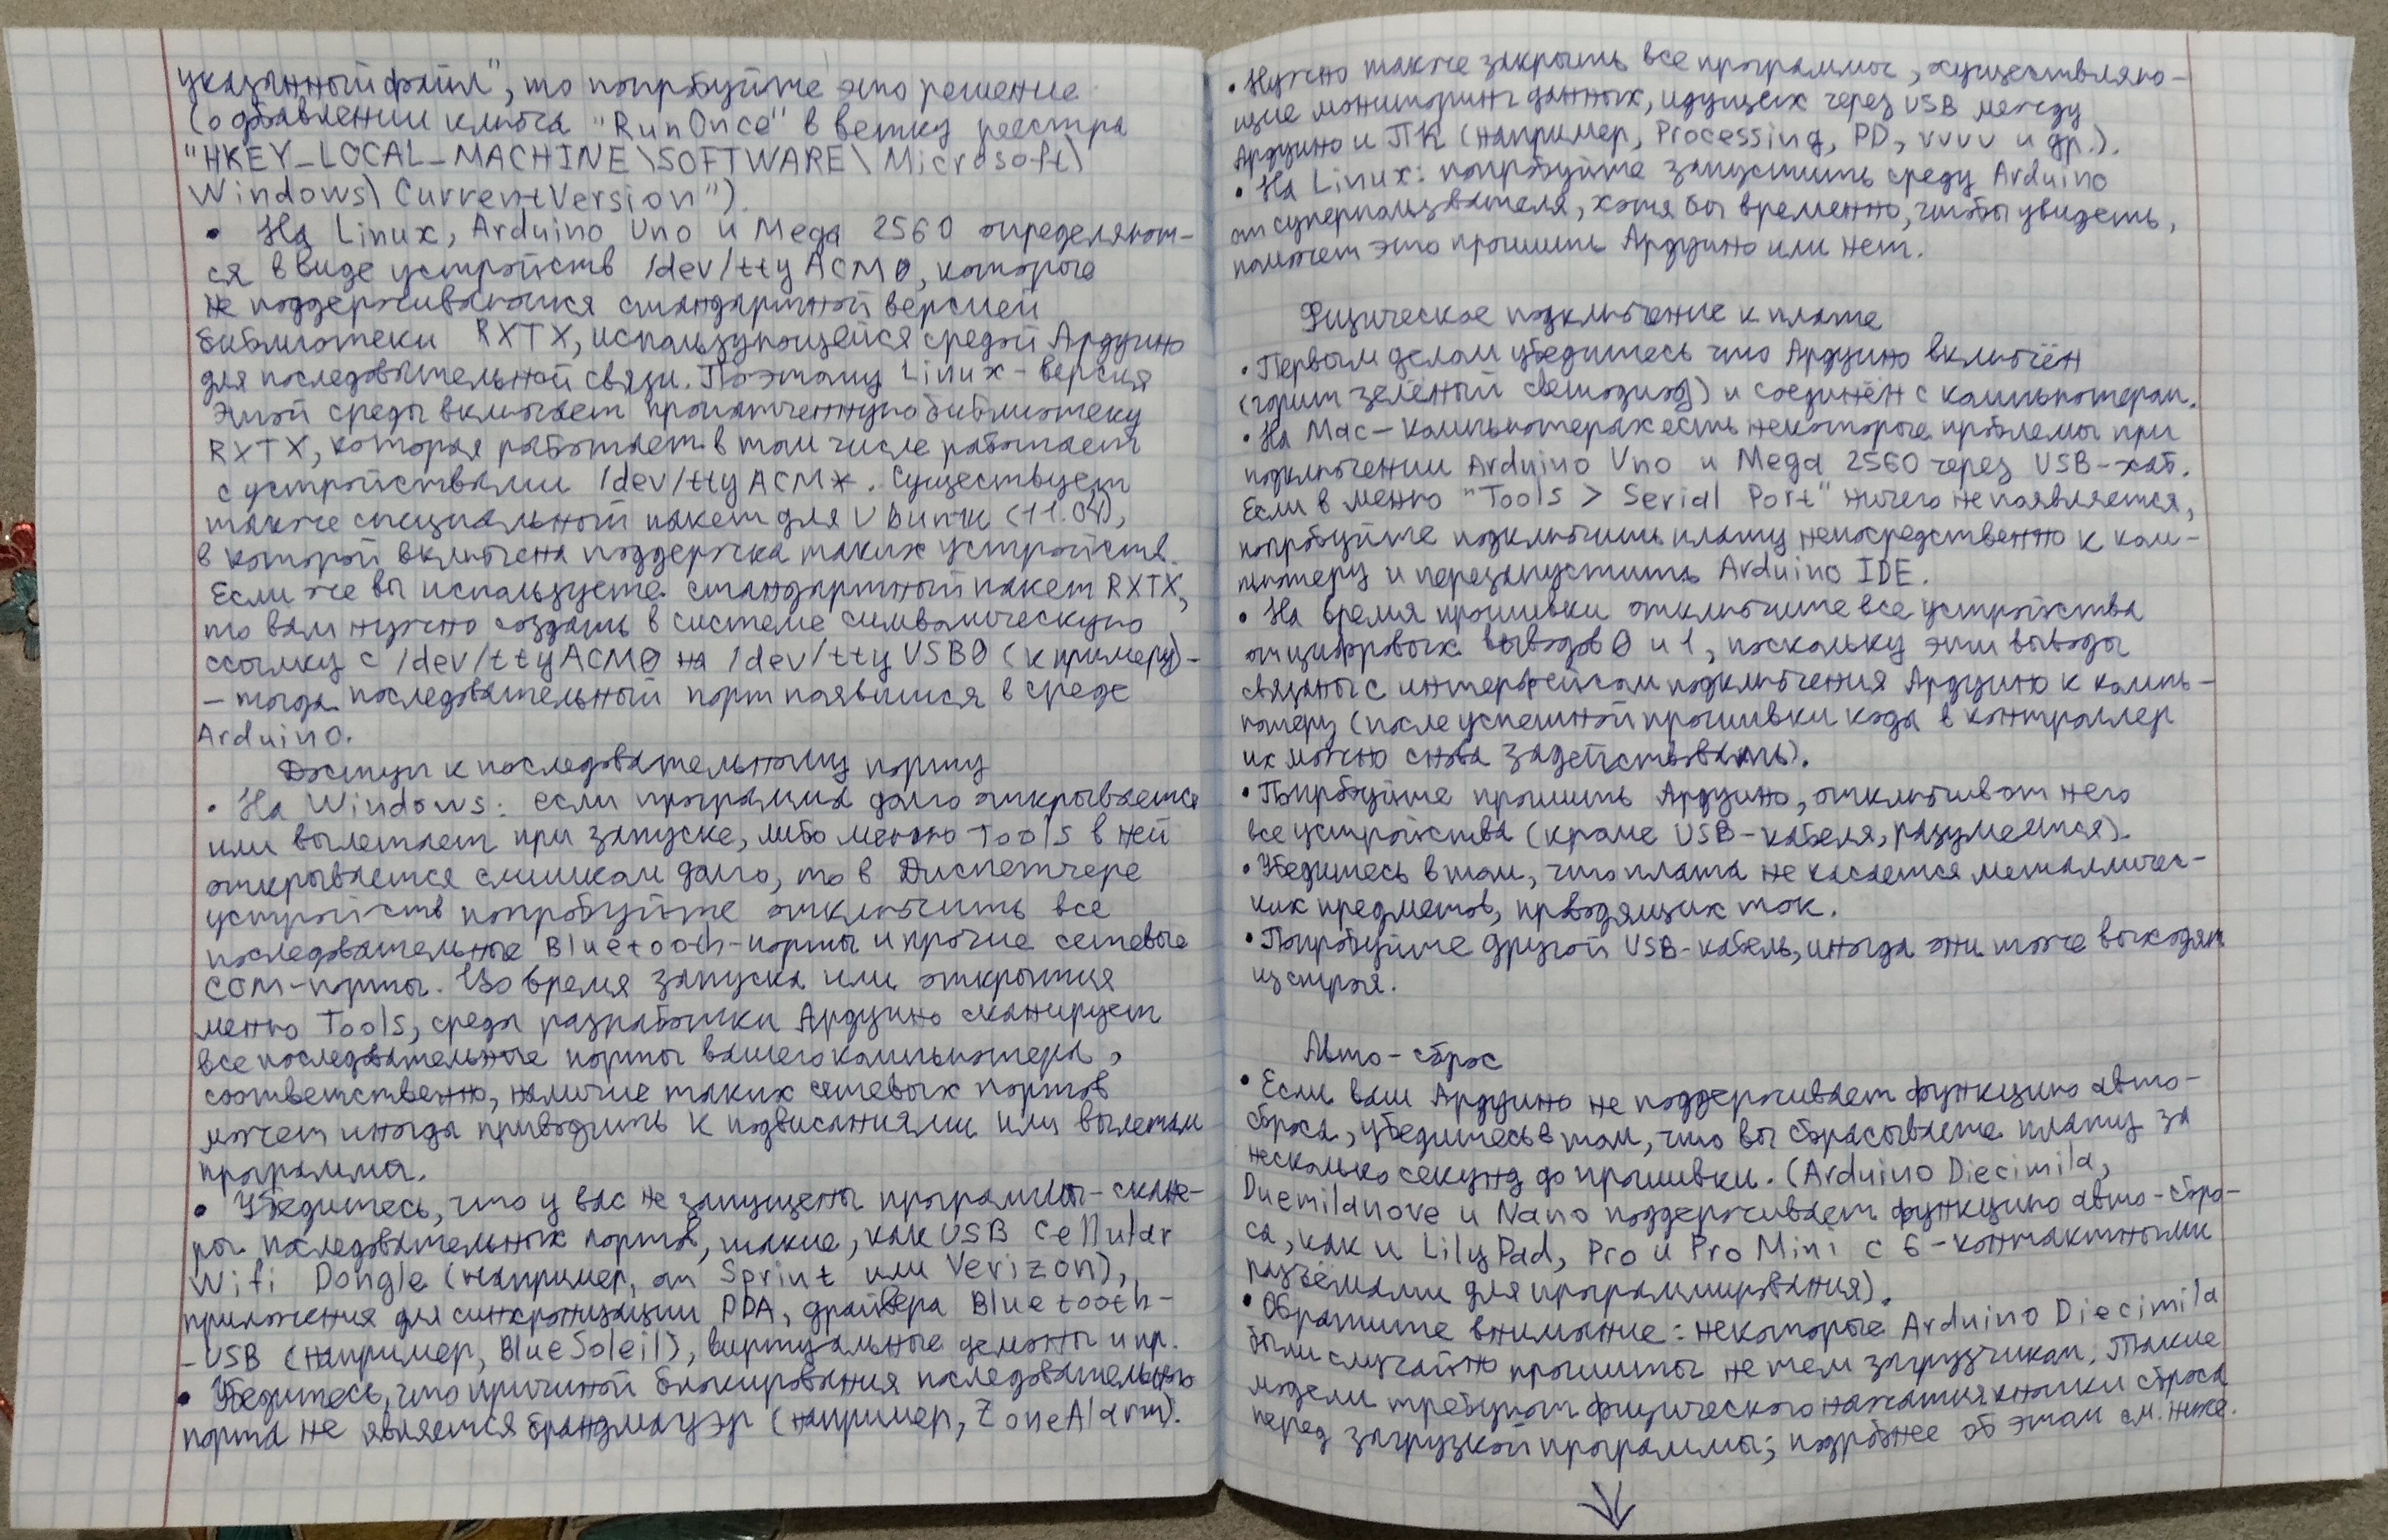 указанный файл", то попробуйте это решение
(о добавлении ключа "RunOnce" в ветку реестра
"HKEY_LOCAL_MACHINE\SOFTWARE\Microsoft\
Windows\CurrentVersion").
• На Linux, Arduino Uno и Mega 2560 определяют-
ся в виде устройств /dev/ttyACM0, которые
не поддерживаются стандартной версией
библиотеки RXTX, использующейся средой Ардуино
для последовательной связи. Поэтому Linux-версия
этой среды включает пропатченную библиотеку
RXTX, которая работает в том числе работает
с устройствами /dev/ttyACM*. Существует
также специальный пакет для Ubuntu (11.04),
в которой включена поддержка таких устройств.
Если же вы используете стандартный пакет RXTX,
то вам нужно создать в системе символическую
ссылку с /dev/ttyACM0 на /dev/ttyUSB0 (к примеру) -
- тогда последовательный порт появится в среде
Arduino.
Доступ к последовательному порту
• На Windows: если программа долго открывается
или вылетает при запуске, либо меню Tools в ней
открывается слишком долго, то в Диспетчере
устройств попробуйте отключить все
последовательные Bluetooth-порты и прочие сетевые
COM-порты. Во время запуска или открытия
меню Tools, среда разработки Ардуино сканирует
все последовательные порты вашего компьютера,
соответственно, наличие таких сетевых портов
может иногда приводить к подвисаниями или вылетам
программы.
• Убедитесь, что у вас не запущены программы-скане-
ры последовательных портов, такие, как USB Cellular
Wifi Dongle (например, от Sprint или Verizon),
приложения для синхронизации PDA, драйвера Bluetooth-
-USB (например, BlueSoleil), виртуальные демоны и пр.
• Убедитесь, что причиной блокирования последовательного
порта не является брандмауэр (например, ZoneAlarm).
• Нужно также закрыть все программы, осуществляю-
щие мониторинг данных, идущих через USB между
Ардуино и ПК (например, Processing, PD, vvvv и др.).
• На Linux: попробуйте запустить среду Arduino
от суперпользователя, хотя бы временно, чтобы увидеть,
поможет это прошить Ардуино или нет.
Физическое подключение к плате
• Первым делом убедитесь что Ардуино включён
(горит зелёный светодиод) и соединён с компьютером.
• На Mac-компьютерах есть некоторые проблемы при
подключении Arduino Uno и Mega 2560 через USB-хаб.
Если в меню "Tools > Serial Port" ничего не появляется,
попробуйте подключить плату непосредственно к ком-
пьютеру и перезапустить Arduino IDE.
• На время прошивки отключите все устройства
от цифровых выводов 0 и 1, поскольку эти выводы
связаны с интерфейсом подключения Ардуино к компь-
ютеру (после успешной прошивки кода в контроллер
их можно снова задействовать).
• Попробуйте прошить Ардуино, отключив от него
все устройства (кроме USB-кабеля, разумеется).
• Убедитесь в том, что плата не касается металличес-
ких предметов, проводящих ток.
• Попробуйте другой USB-кабель, иногда они тоже выходят
из строя.
Авто-сброс
• Если ваш Ардуино не поддерживает функцию авто-
сброса, убедитесь в том, что вы сбрасываете плату за
несколько секунд до прошивки. (Arduino Diecimila,
Duemilanove и Nano поддерживает функцию авто-сбро-
са, как и LilyPad, Pro и Pro Mini с 6-контактными
разъёмами для программирования).
• Обратите внимание: некоторые Arduino Diecimila
были случайно прошиты не тем загрузчиком. Такие
модели требуют физического нажатия кнопки сброса
перед загрузкой программы; подробнее об этом см. ниже.